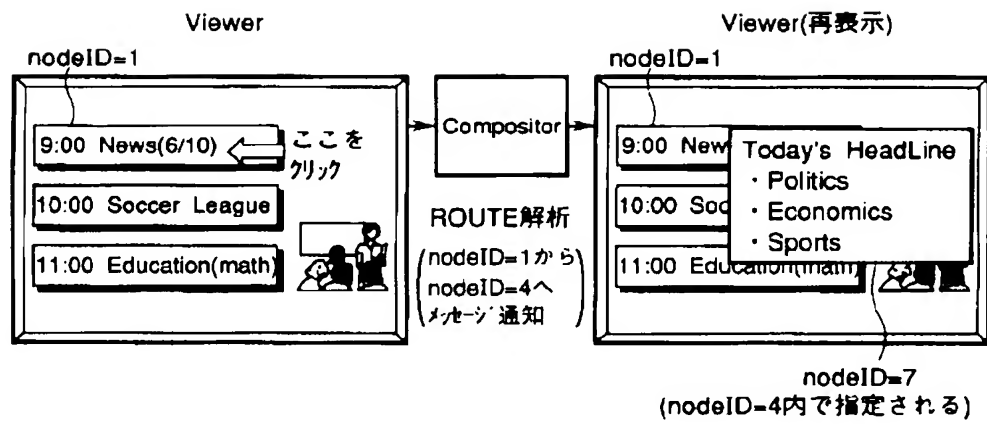 Viewer
nodeID=1
9:00 News(6/10)
ここを
クリック
10:00 Soccer League
11:00 Education(math)
Compositor
ROUTE解析
(nodeID=1から
nodeID=4へ
メッセージ通知)
Viewer(再表示)
nodeID=1
9:00 New
10:00 Soc
11:00 Education(math)
Today's HeadLine
・Politics
・Economics
・Sports
nodeID=7
(nodeID=4内で指定される)